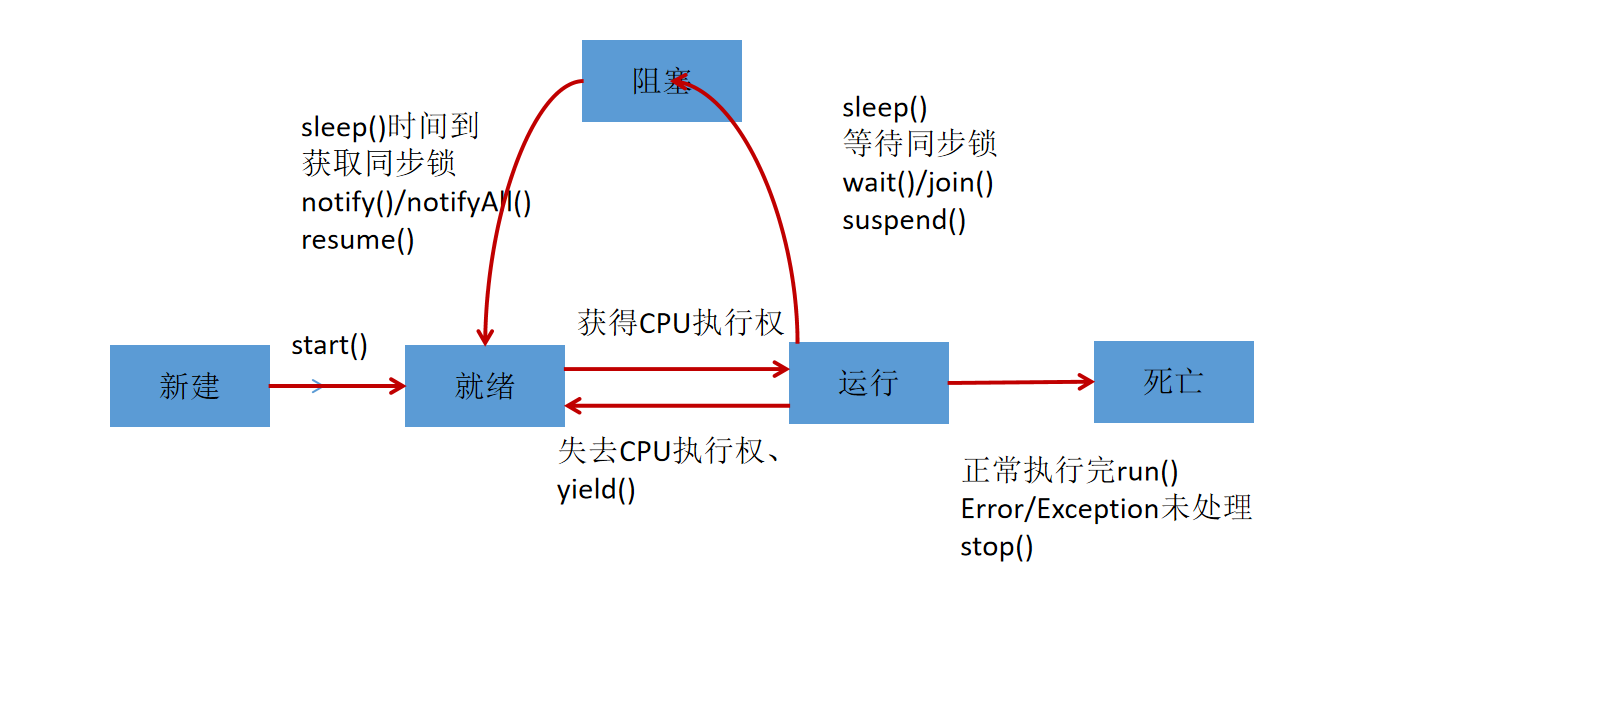 阻塞
sleep()时间到
获取同步锁
notify()/notifyAll()
resume()
sleep()
等待同步锁
wait()/join()
suspend()
新建
start()
就绪
获得CPU执行权
失去CPU执行权、
yield()
运行
死亡
正常执行完run()
Error/Exception未处理
stop()